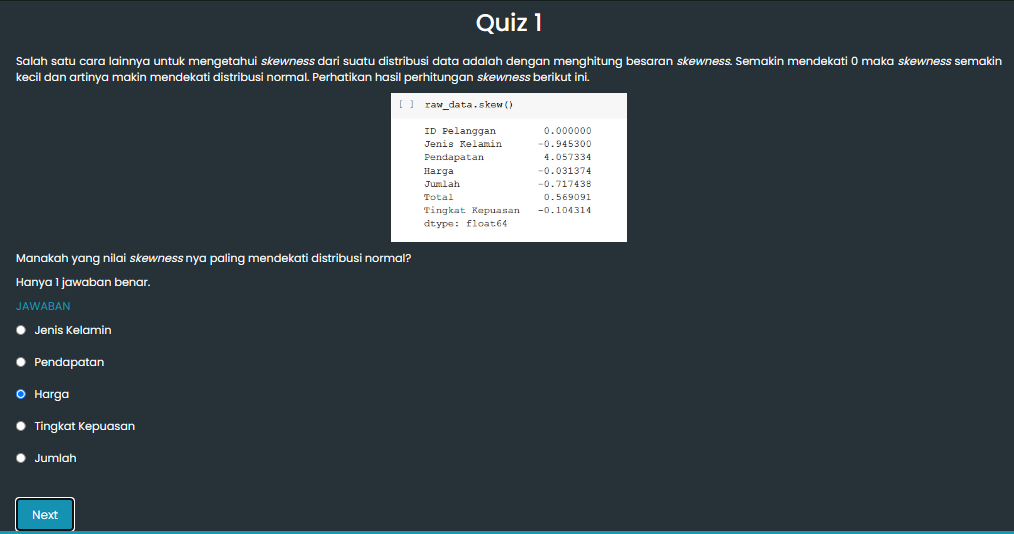 Quiz 1
Salah satu cara lainnya untuk mengetahui skewness dari suatu distribusi data adalah dengan menghitung besaran skewness. Semakin mendekati 0 maka skewness semakin
kecil dan artinya makin mendekati distribusi normal. Perhatikan hasil perhitungan skewness berikut ini.
[ ] raw_data.skew()
ID Pelanggan 0.000000
Jenis Kelamin -0.945300
Pendapatan 4.057334
Harga -0.031374
Jumlah -0.717438
Total 0.569091
Tingkat Kepuasan -0.104314
dtype: float64
Manakah yang nilai skewness nya paling mendekati distribusi normal?
Hanya 1 jawaban benar.
JAWABAN
Jenis Kelamin
Pendapatan
Harga
Tingkat Kepuasan
Jumlah
Next